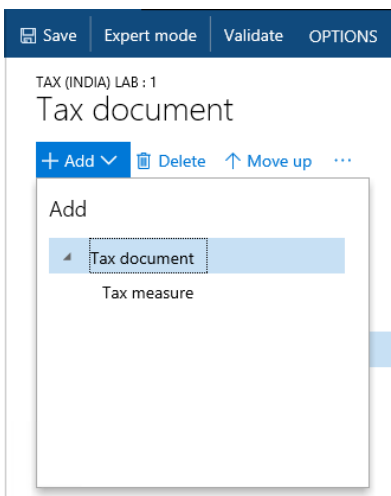 Save Expert mode Validate OPTIONS
TAX (INDIA) LAB : 1
Tax document
+ Add Delete Move up ...
Add
Tax document
Tax measure